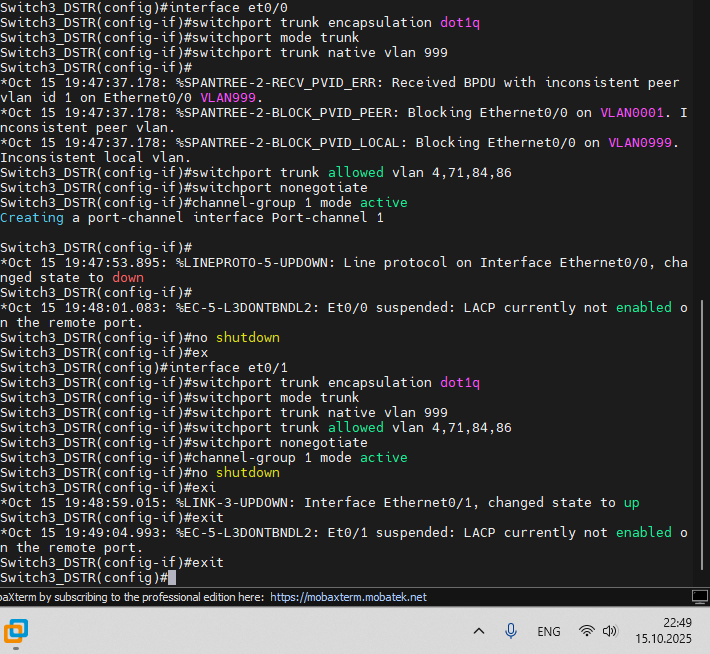 Switch3_DSTR(config)#interface et0/0
Switch3_DSTR(config-if)#switchport trunk encapsulation dot1q
Switch3_DSTR(config-if)#switchport mode trunk
Switch3_DSTR(config-if)#switchport trunk native vlan 999
Switch3_DSTR(config-if)#
*Oct 15 19:47:37.178: %SPANTREE-2-RECV_PVID_ERR: Received BPDU with inconsistent peer
vlan id 1 on Ethernet0/0 VLAN999.
*Oct 15 19:47:37.178: %SPANTREE-2-BLOCK_PVID_PEER: Blocking Ethernet0/0 on VLAN0001. I
nconsistent peer vlan.
*Oct 15 19:47:37.178: %SPANTREE-2-BLOCK_PVID_LOCAL: Blocking Ethernet0/0 on VLAN0999.
Inconsistent local vlan.
Switch3_DSTR(config-if)#switchport trunk allowed vlan 4,71,84,86
Switch3_DSTR(config-if)#switchport nonegotiate
Switch3_DSTR(config-if)#channel-group 1 mode active
Creating a port-channel interface Port-channel 1
Switch3_DSTR(config-if)#
*Oct 15 19:47:53.895: %LINEPROTO-5-UPDOWN: Line protocol on Interface Ethernet0/0, cha
nged state to down
Switch3_DSTR(config-if)#
*Oct 15 19:48:01.083: %EC-5-L3DONTBNDL2: Et0/0 suspended: LACP currently not enabled o
n the remote port.
Switch3_DSTR(config-if)#no shutdown
Switch3_DSTR(config-if)#ex
Switch3_DSTR(config)#interface et0/1
Switch3_DSTR(config-if)#switchport trunk encapsulation dot1q
Switch3_DSTR(config-if)#switchport mode trunk
Switch3_DSTR(config-if)#switchport trunk native vlan 999
Switch3_DSTR(config-if)#switchport trunk allowed vlan 4,71,84,86
Switch3_DSTR(config-if)#switchport nonegotiate
Switch3_DSTR(config-if)#channel-group 1 mode active
Switch3_DSTR(config-if)#no shutdown
Switch3_DSTR(config-if)#exi
*Oct 15 19:48:59.015: %LINK-3-UPDOWN: Interface Ethernet0/1, changed state to up
Switch3_DSTR(config-if)#exit
*Oct 15 19:49:04.993: %EC-5-L3DONTBNDL2: Et0/1 suspended: LACP currently not enabled o
n the remote port.
Switch3_DSTR(config-if)#exit
Switch3_DSTR(config)#
baXterm by subscribing to the professional edition here: https://mobaxterm.mobatek.net
ENG
22:49
15.10.2025